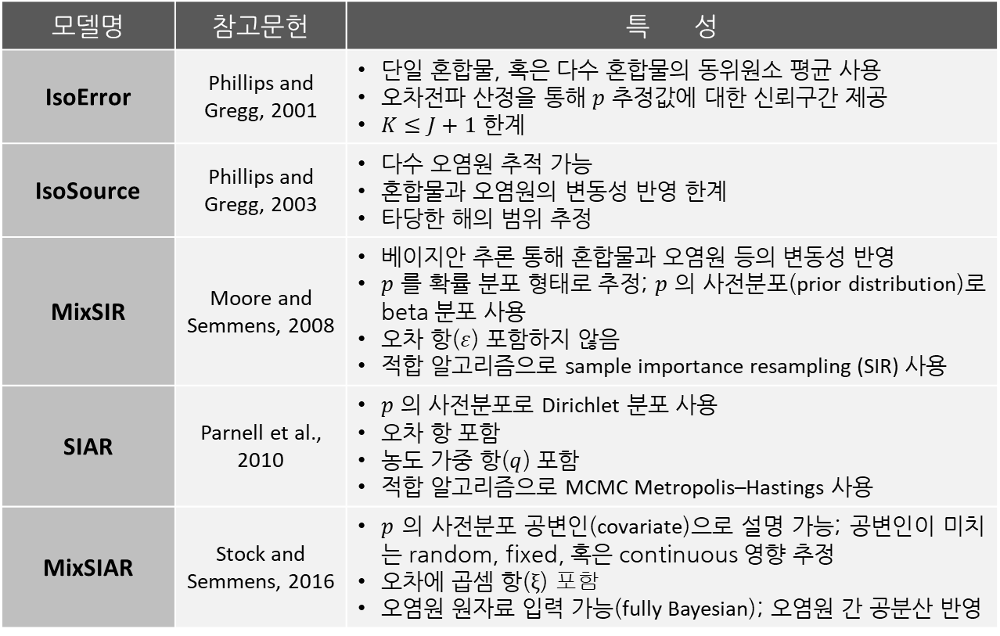 모델명 참고문헌 특 성
IsoError
Phillips and
Gregg, 2001
• 단일 혼합물, 혹은 다수 혼합물의 동위원소 평균 사용
• 오차전파 산정을 통해 𝑝 추정값에 대한 신뢰구간 제공
• 𝐾 ≤ 𝐽 + 1 한계
IsoSource
Phillips and
Gregg, 2003
• 다수 오염원 추적 가능
• 혼합물과 오염원의 변동성 반영 한계
• 타당한 해의 범위 추정
MixSIR
Moore and
Semmens, 2008
• 베이지안 추론 통해 혼합물과 오염원 등의 변동성 반영
• 𝑝 를 확률 분포 형태로 추정; 𝑝 의 사전분포(prior distribution)로
beta 분포 사용
• 오차 항(𝜀) 포함하지 않음
• 적합 알고리즘으로 sample importance resampling (SIR) 사용
SIAR
Parnell et al.,
2010
• 𝑝 의 사전분포로 Dirichlet 분포 사용
• 오차 항 포함
• 농도 가중 항(𝑞) 포함
• 적합 알고리즘으로 MCMC Metropolis–Hastings 사용
MixSIAR
Stock and
Semmens, 2016
• 𝑝 의 사전분포 공변인(covariate)으로 설명 가능; 공변인이 미치
는 random, fixed, 혹은 continuous 영향 추정
• 오차에 곱셈 항(ξ) 포함
• 오염원 원자료 입력 가능(fully Bayesian); 오염원 간 공분산 반영